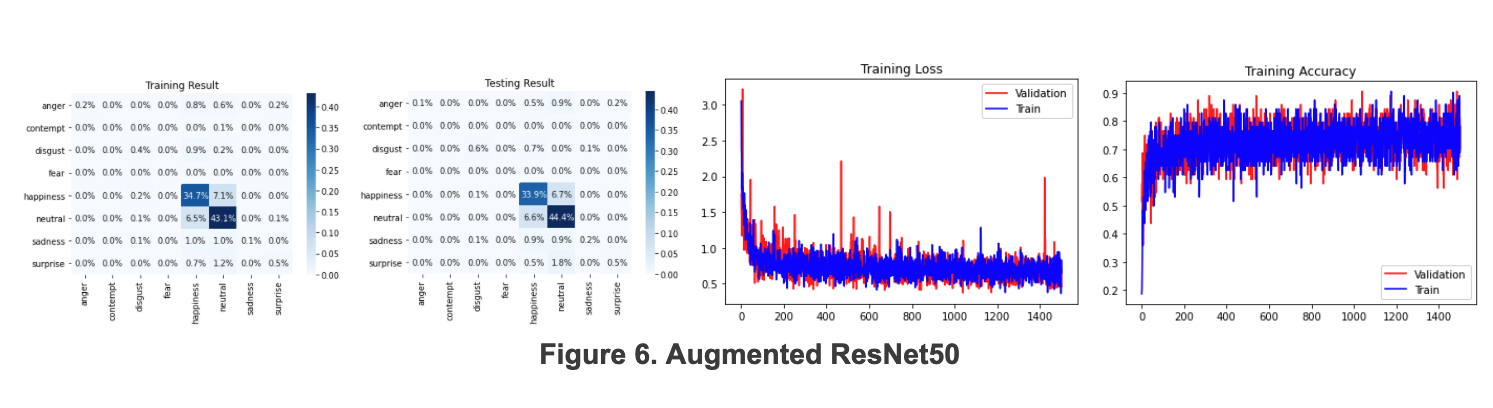 Training Result
anger 0.2% 0.0% 0.0% 0.0% 0.8% 0.6% 0.0% 0.2%
contempt 0.0% 0.0% 0.0% 0.0% 0.0% 0.1% 0.0% 0.0%
disgust 0.0% 0.0% 0.4% 0.0% 0.9% 0.2% 0.0% 0.0%
fear 0.0% 0.0% 0.0% 0.0% 0.0% 0.0% 0.0% 0.0%
happiness 0.0% 0.0% 0.2% 0.0% 34.7% 7.1% 0.0% 0.0%
neutral 0.0% 0.0% 0.1% 0.0% 6.5% 43.1% 0.0% 0.1%
sadness 0.0% 0.0% 0.1% 0.0% 1.0% 1.0% 0.1% 0.0%
surprise 0.0% 0.0% 0.0% 0.0% 0.7% 1.2% 0.0% 0.5%
anger contempt disgust fear happiness neutral sadness surprise
0.40
0.35
0.30
0.25
0.20
0.15
0.10
0.05
0.00
Testing Result
anger 0.1% 0.0% 0.0% 0.0% 0.5% 0.9% 0.0% 0.2%
contempt 0.0% 0.0% 0.0% 0.0% 0.0% 0.0% 0.0% 0.0%
disgust 0.0% 0.0% 0.6% 0.0% 0.7% 0.0% 0.1% 0.0%
fear 0.0% 0.0% 0.0% 0.0% 0.0% 0.0% 0.0% 0.0%
happiness 0.0% 0.0% 0.1% 0.0% 33.9% 6.7% 0.0% 0.0%
neutral 0.0% 0.0% 0.0% 0.0% 6.6% 44.4% 0.0% 0.0%
sadness 0.0% 0.0% 0.1% 0.0% 0.9% 0.9% 0.2% 0.0%
surprise 0.0% 0.0% 0.0% 0.0% 0.5% 1.8% 0.0% 0.5%
anger contempt disgust fear happiness neutral sadness surprise
0.40
0.35
0.30
0.25
0.20
0.15
0.10
0.05
0.00
Training Loss
Validation
Train
3.0
2.5
2.0
1.5
1.0
0.5
0 200 400 600 800 1000 1200 1400
Training Accuracy
0.9
0.8
0.7
0.6
0.5
0.4
0.3
0.2
Validation
Train
0 200 400 600 800 1000 1200 1400
Figure 6. Augmented ResNet50